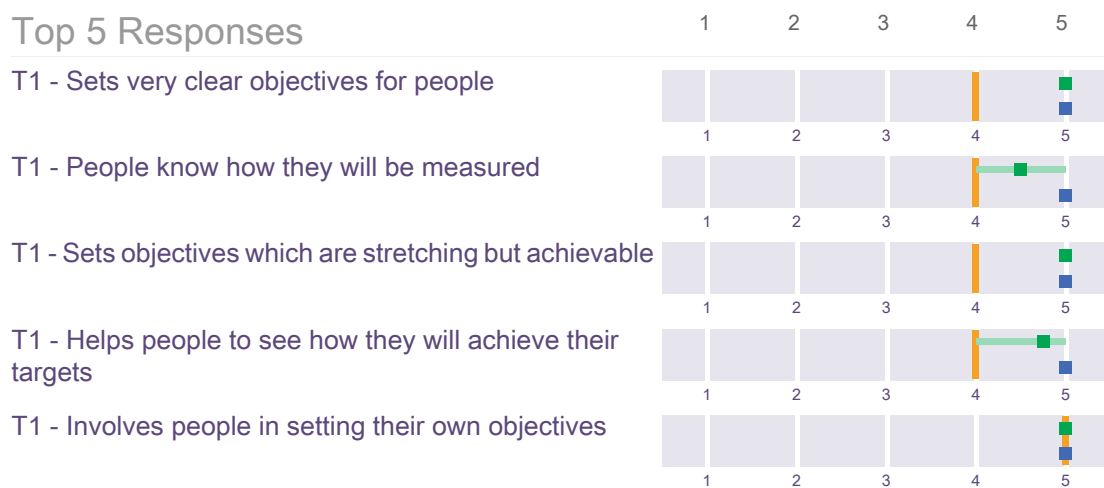 Top 5 Responses 1 2 3 4 5
T1 - Sets very clear objectives for people
1 2 3 4 5
T1 - People know how they will be measured
1 2 3 4 5
T1 - Sets objectives which are stretching but achievable
1 2 3 4 5
T1 - Helps people to see how they will achieve their
targets
1 2 3 4 5
T1 - Involves people in setting their own objectives
1 2 3 4 5